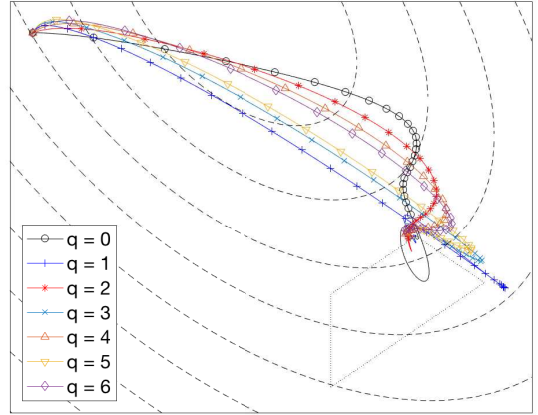 q = 0
q = 1
q = 2
q = 3
q = 4
q = 5
q = 6